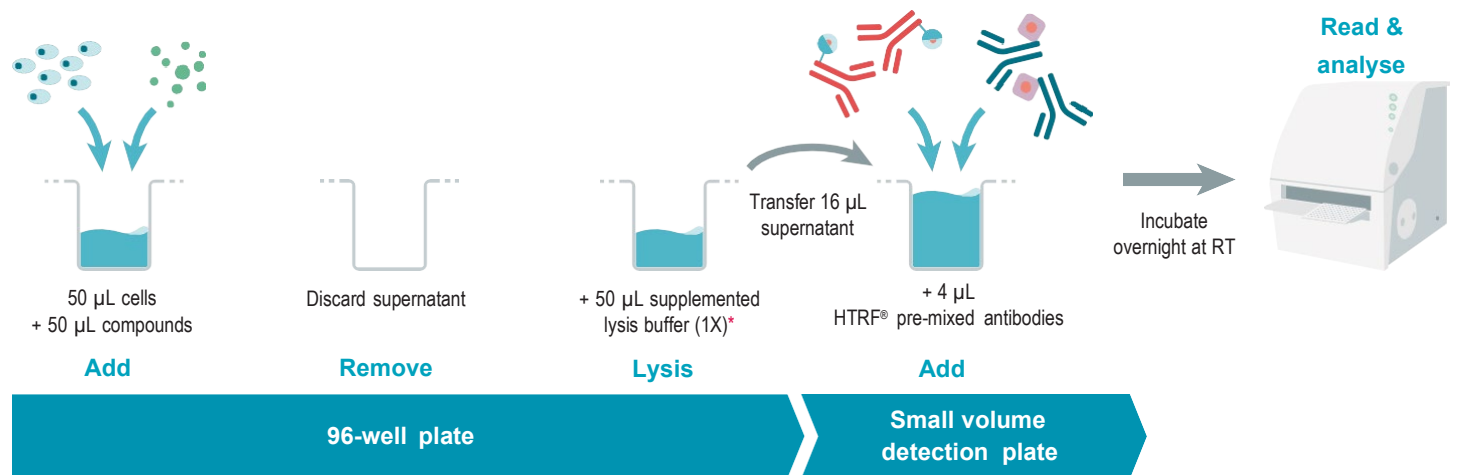 Read &
analyse
Transfer 16 µL
supernatant
Incubate
overnight at RT
50 µL cells
+ 50 µL compounds
Discard supernatant
+ 50 µL supplemented
lysis buffer (1X)*
+ 4 µL
HTRF® pre-mixed antibodies
Add
Remove
Lysis
Add
96-well plate
Small volume
detection plate